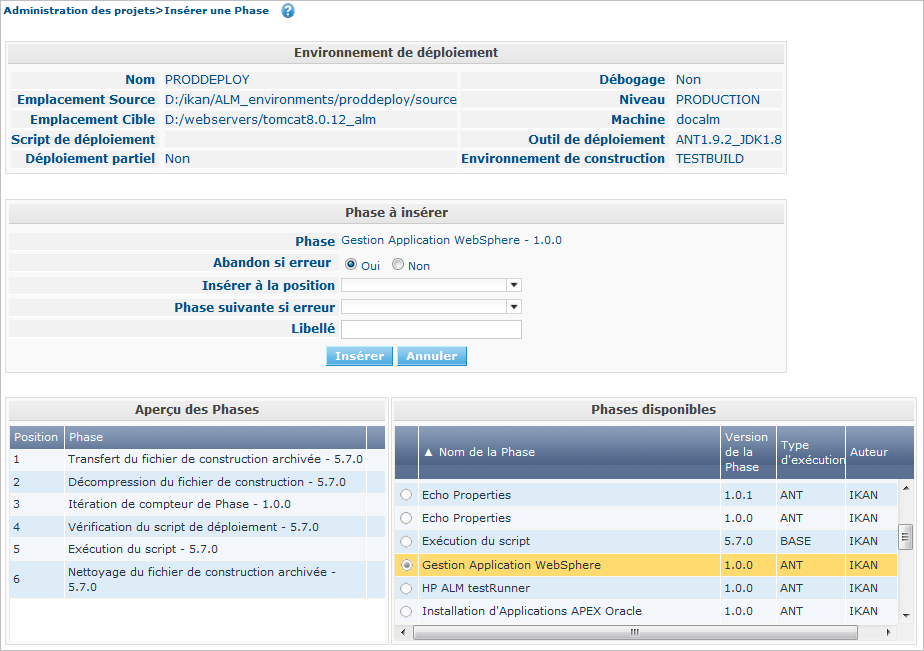 Administration des projets>Insérer une Phase ?
Environnement de déploiement
Nom PRODDEPLOY Débogage Non
Emplacement Source D:/ikan/ALM_environments/proddeploy/source Niveau PRODUCTION
Emplacement Cible D:/webservers/tomcat8.0.12_alm Machine docalm
Script de déploiement Outil de déploiement ANT1.9.2_JDK1.8
Déploiement partiel Non Environnement de construction TESTBUILD
Phase à insérer
Phase Gestion Application WebSphere - 1.0.0
Abandon si erreur Oui Non
Insérer à la position
Phase suivante si erreur
Libellé
Insérer Annuler
Aperçu des Phases
Position Phase
1 Transfert du fichier de construction archivée - 5.7.0
2 Décompression du fichier de construction - 5.7.0
3 Itération de compteur de Phase - 1.0.0
4 Vérification du script de déploiement - 5.7.0
5 Exécution du script - 5.7.0
6 Nettoyage du fichier de construction archivée -
5.7.0
Phases disponibles
▲ Nom de la Phase Version de la Phase Type d'exécution Auteur
Echo Properties 1.0.1 ANT IKAN
Echo Properties 1.0.0 ANT IKAN
Exécution du script 5.7.0 BASE IKAN
Gestion Application WebSphere 1.0.0 ANT IKAN
HP ALM testRunner 1.0.0 ANT IKAN
Installation d'Applications APEX Oracle 1.0.0 ANT IKAN